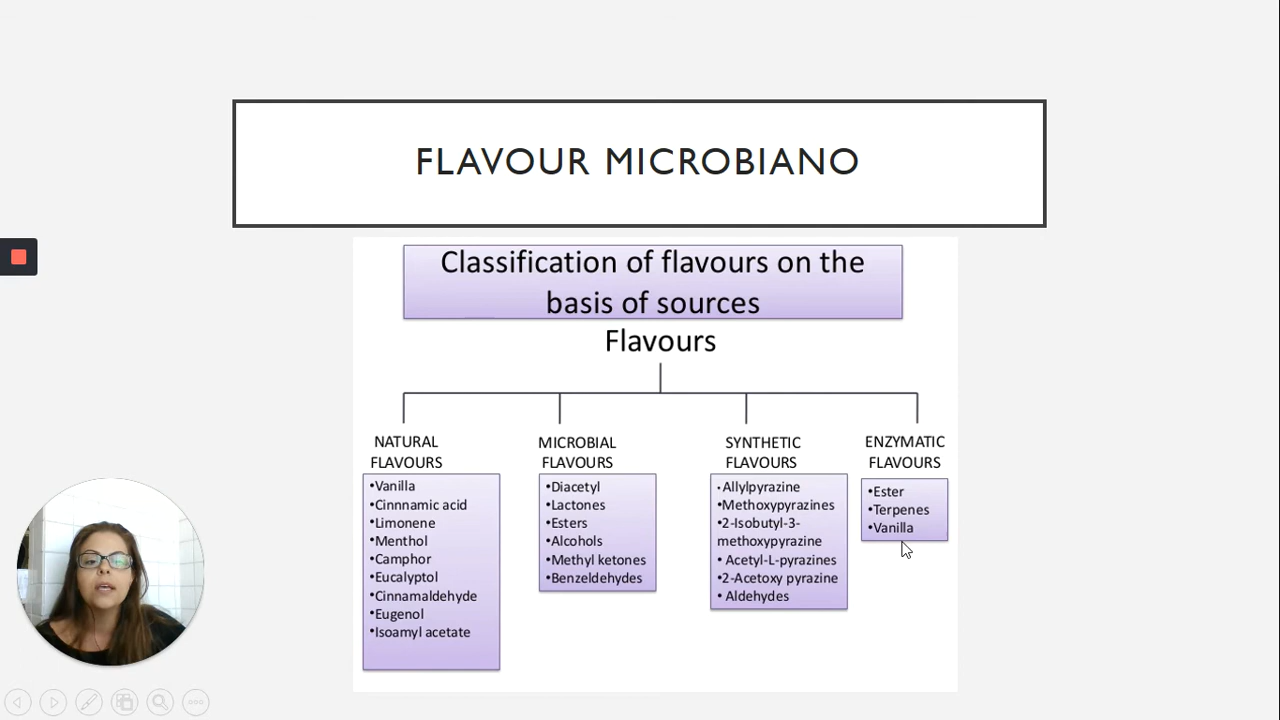 FLAVOUR MICROBIANO
Classification of flavours on the
basis of sources
Flavours
NATURAL
FLAVOURS
•Vanilla
•Cinnnamic acid
•Limonene
•Menthol
•Camphor
•Eucalyptol
•Cinnamaldehyde
•Eugenol
•Isoamyl acetate
MICROBIAL
FLAVOURS
•Diacetyl
•Lactones
•Esters
•Alcohols
•Methyl ketones
•Benzeldehydes
SYNTHETIC
FLAVOURS
•Allylpyrazine
•Methoxypyrazines
•2-Isobutyl-3-
methoxypyrazine
• Acetyl-L-pyrazines
•2-Acetoxy pyrazine
• Aldehydes
ENZYMATIC
FLAVOURS
•Ester
•Terpenes
•Vanilla